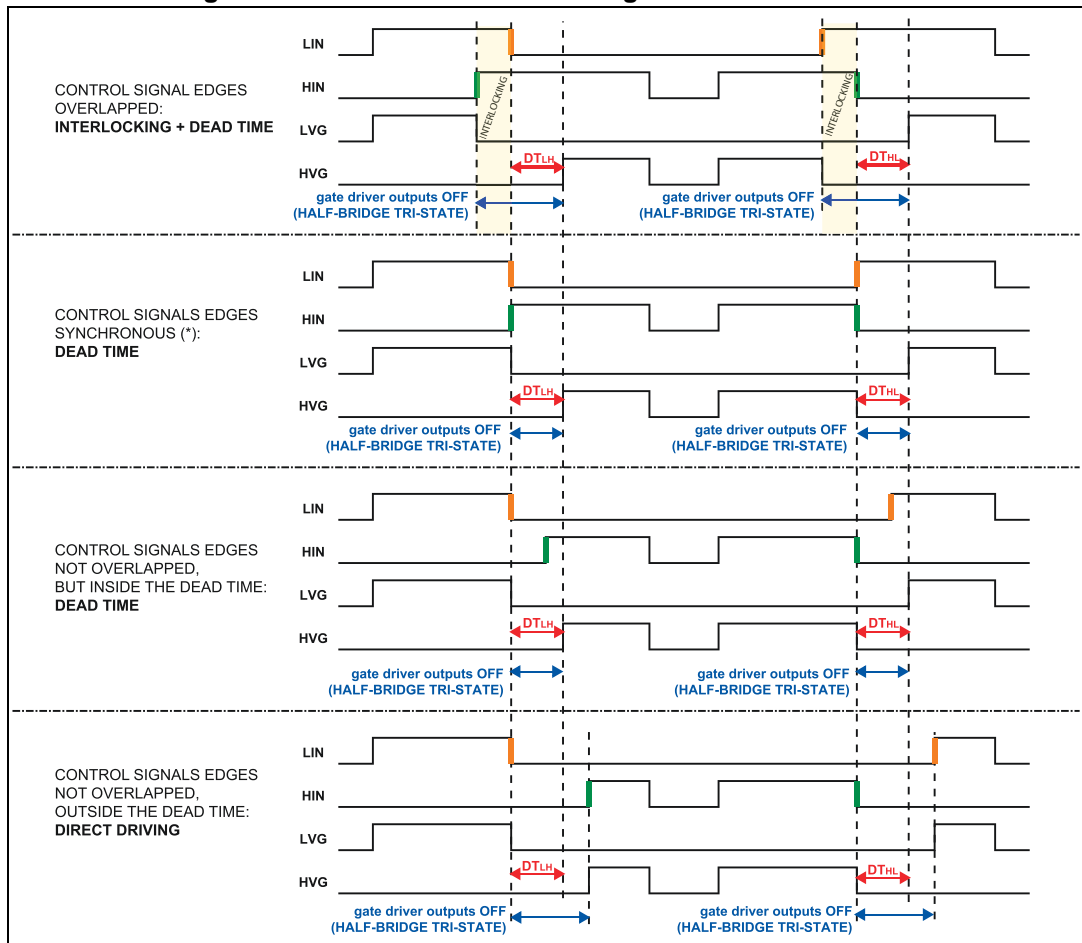 LIN
HIN
LVG
HVG
CONTROL SIGNAL EDGES
OVERLAPPED:
INTERLOCKING + DEAD TIME
INTERLOCKING
INTERLOCKING
DTLH
DTHL
gate driver outputs OFF
(HALF-BRIDGE TRI-STATE)
gate driver outputs OFF
(HALF-BRIDGE TRI-STATE)
LIN
HIN
LVG
HVG
CONTROL SIGNALS EDGES
SYNCHRONOUS (*):
DEAD TIME
DTLH
DTHL
gate driver outputs OFF
(HALF-BRIDGE TRI-STATE)
gate driver outputs OFF
(HALF-BRIDGE TRI-STATE)
LIN
HIN
LVG
HVG
CONTROL SIGNALS EDGES
NOT OVERLAPPED,
BUT INSIDE THE DEAD TIME:
DEAD TIME
DTLH
DTHL
gate driver outputs OFF
(HALF-BRIDGE TRI-STATE)
gate driver outputs OFF
(HALF-BRIDGE TRI-STATE)
LIN
HIN
LVG
HVG
CONTROL SIGNALS EDGES
NOT OVERLAPPED,
OUTSIDE THE DEAD TIME:
DIRECT DRIVING
DTLH
DTHL
gate driver outputs OFF
(HALF-BRIDGE TRI-STATE)
gate driver outputs OFF
(HALF-BRIDGE TRI-STATE)